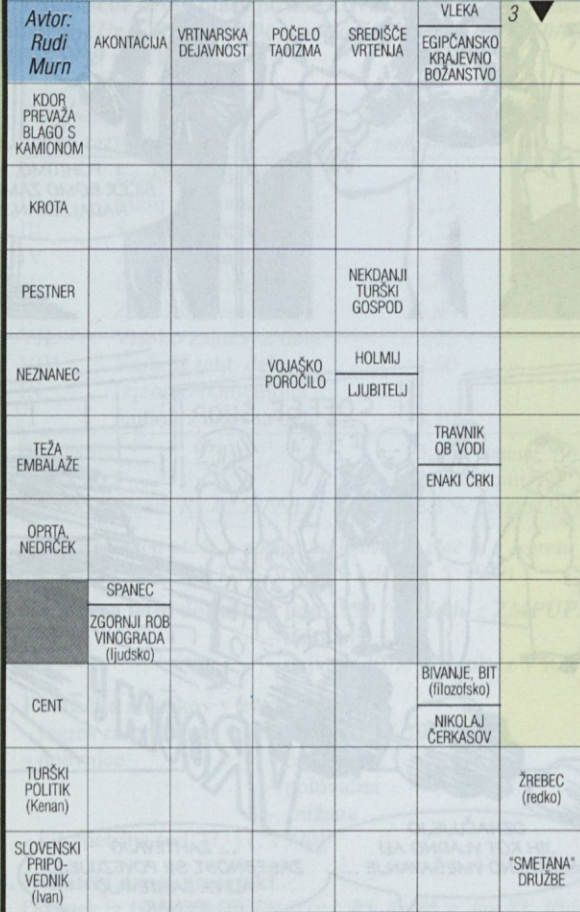 Avtor:
Rudi
Murn
AKONTACIJA
VRTNARSKA
DEJAVNOST
POČELO
TAOIZMA
SREDIŠČE
VRTENJA
VLEKA
EGIPČANSKO
KRAJEVNO
BOŽANSTVO
3
KDOR
PREVAŽA
BLAGO S
KAMIONOM
KROTA
PESTNER
NEKDANJI
TURŠKI
GOSPOD
NEZNANEC
VOJAŠKO
POROČILO
HOLMIJ
LJUBITELJ
TEŽA
EMBALAŽE
TRAVNIK
OB VODI
ENAKI ČRKI
OPRTA,
NEDRČEK
SPANEC
ZGORNJI ROB
VINOGRADA
(ljudsko)
CENT
BIVANJE, BIT
(filozofsko)
NIKOLAJ
ČERKASOV
TURŠKI
POLITIK
(Kenan)
ŽREBEC
(redko)
SLOVENSKI
PRIPO-
VEDNIK
(Ivan)
"SMETANA"
DRUŽBE